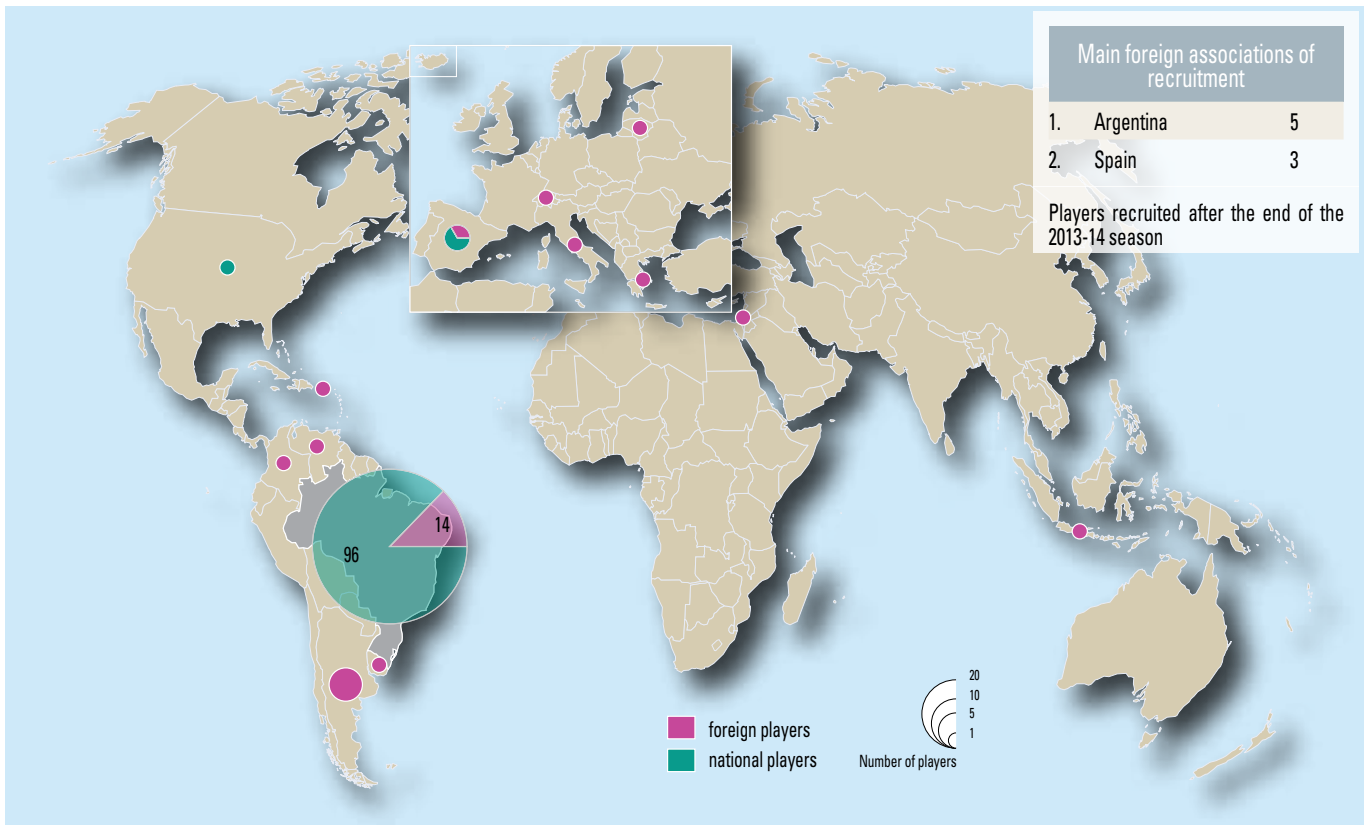 Main foreign associations of
recruitment
1. Argentina 5
2. Spain 3
Players recruited after the end of the
2013-14 season
14
96
foreign players
national players
20
10
5
1
Number of players